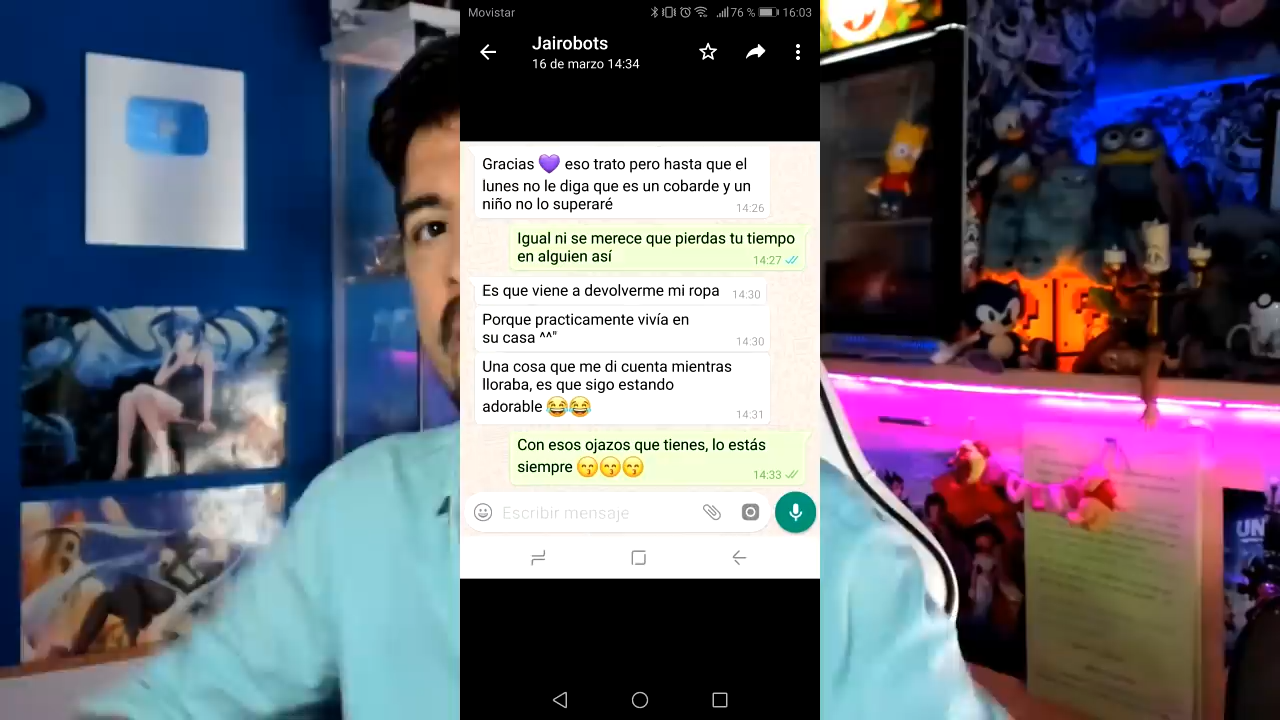 Movistar
76 %
16:03
Jairobots
16 de marzo 14:34
Gracias 💜 eso trato pero hasta que el
lunes no le diga que es un cobarde y un
niño no lo superaré
14:26
Igual ni se merece que pierdas tu tiempo
en alguien así
14:27
Es que viene a devolverme mi ropa
14:30
Porque practicamente vivía en
su casa ^^"
14:30
Una cosa que me di cuenta mientras
lloraba, es que sigo estando
adorable 😂😂
14:31
Con esos ojazos que tienes, lo estás
siempre 😙😙😙
14:33
Escribir mensaje
UN